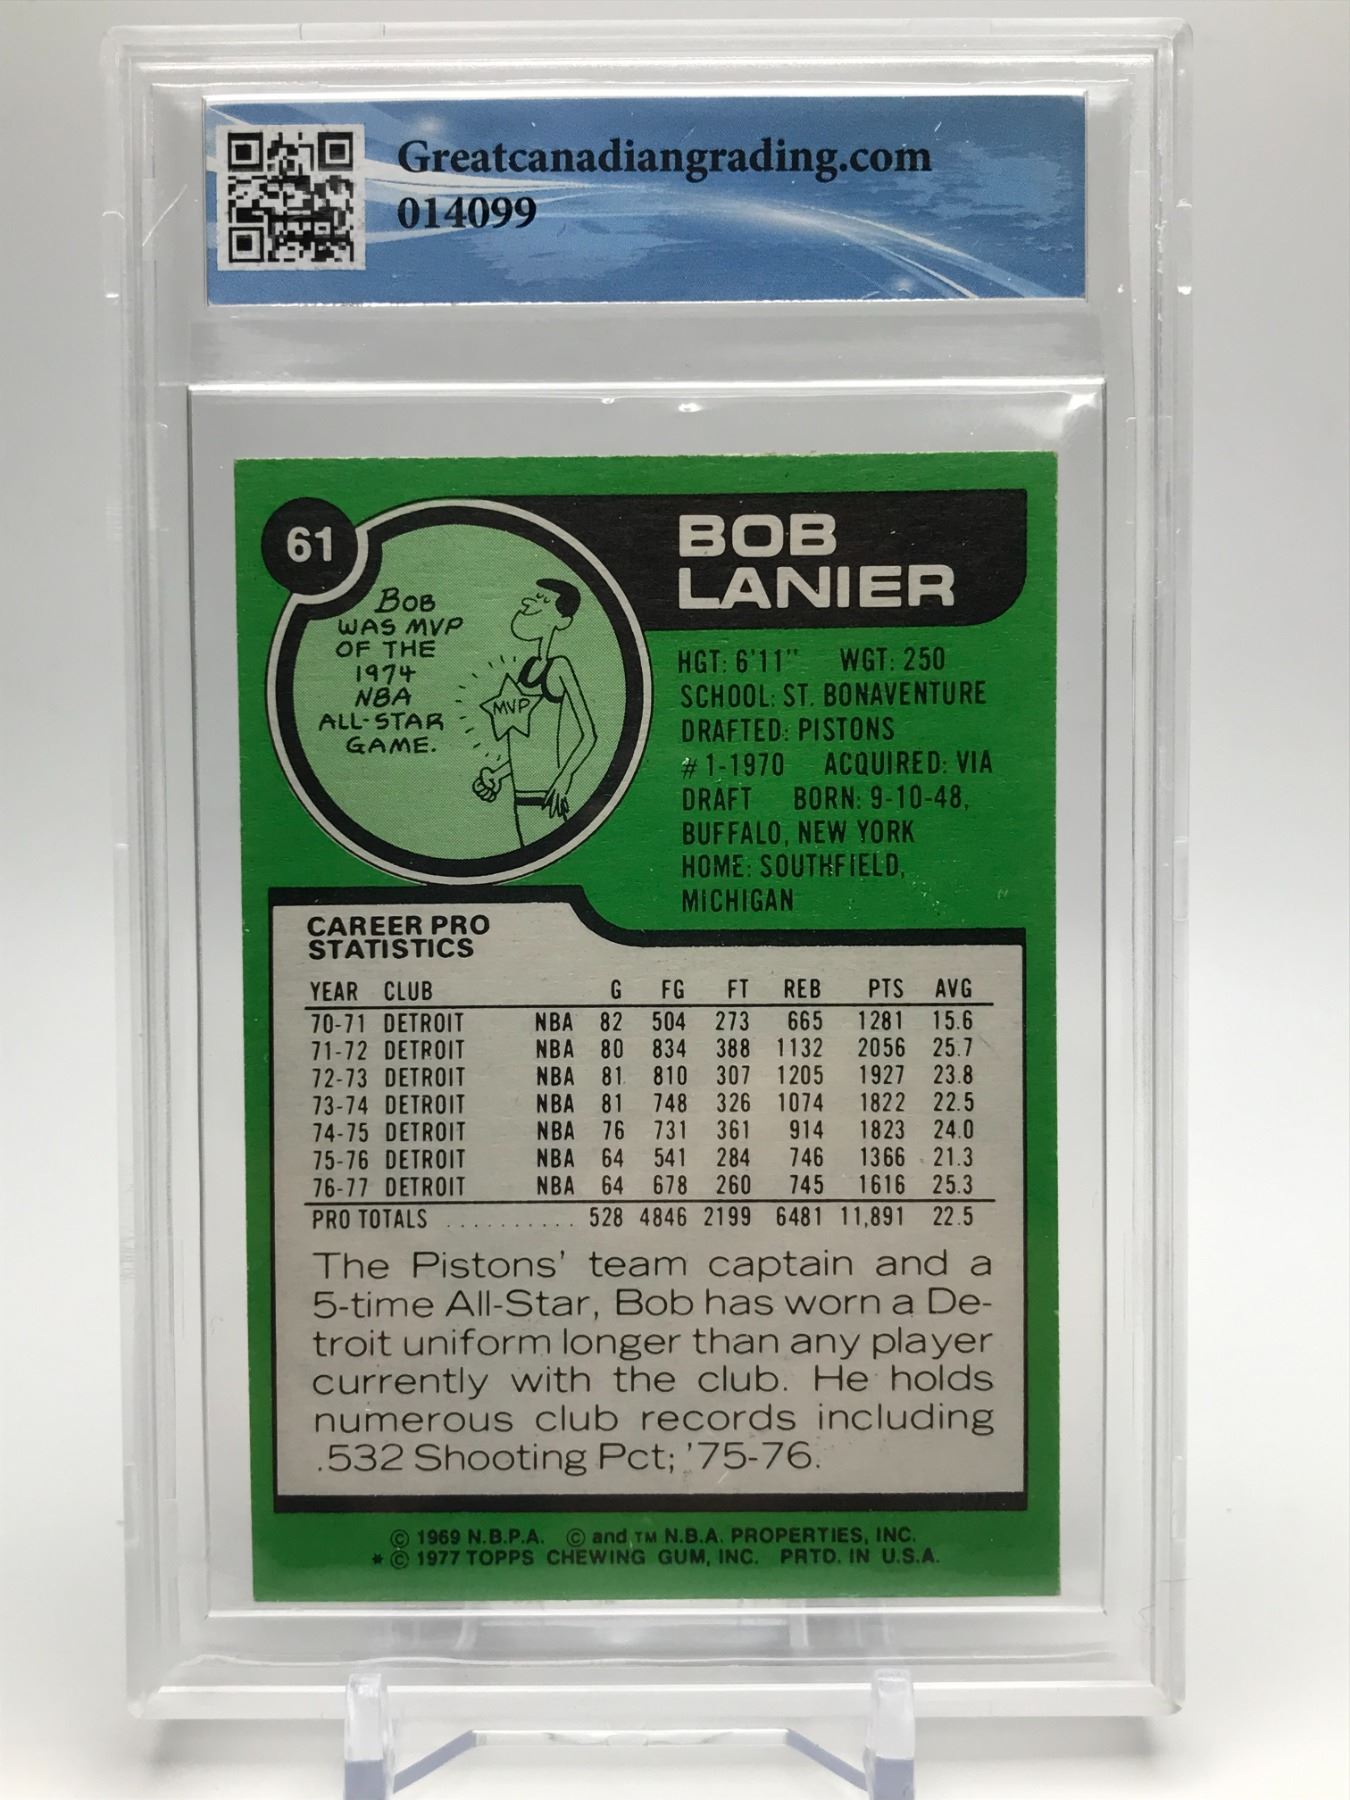 Greatcanadiangrading.com
014099
61
BOB
LANIER
BOB
WAS MVP
OF THE
1974
NBA
ALL-STAR
GAME.
MVP
HGT: 6'11" WGT: 250
SCHOOL: ST. BONAVENTURE
DRAFTED: PISTONS
#1-1970 ACQUIRED: VIA
DRAFT BORN: 9-10-48,
BUFFALO, NEW YORK
HOME: SOUTHFIELD,
MICHIGAN
CAREER PRO
STATISTICS
YEAR CLUB G FG FT REB PTS AVG
70-71 DETROIT NBA 82 504 273 665 1281 15.6
71-72 DETROIT NBA 80 834 388 1132 2056 25.7
72-73 DETROIT NBA 81 810 307 1205 1927 23.8
73-74 DETROIT NBA 81 748 326 1074 1822 22.5
74-75 DETROIT NBA 76 731 361 914 1823 24.0
75-76 DETROIT NBA 64 541 284 746 1366 21.3
76-77 DETROIT NBA 64 678 260 745 1616 25.3
PRO TOTALS .......... 528 4846 2199 6481 11,891 22.5
The Pistons' team captain and a
5-time All-Star, Bob has worn a De-
troit uniform longer than any player
currently with the club. He holds
numerous club records including
.532 Shooting Pct; '75-76.
© 1969 N.B.P.A. © and TM N.B.A. PROPERTIES, INC.
* © 1977 TOPPS CHEWING GUM, INC. PRTD. IN U.S.A.